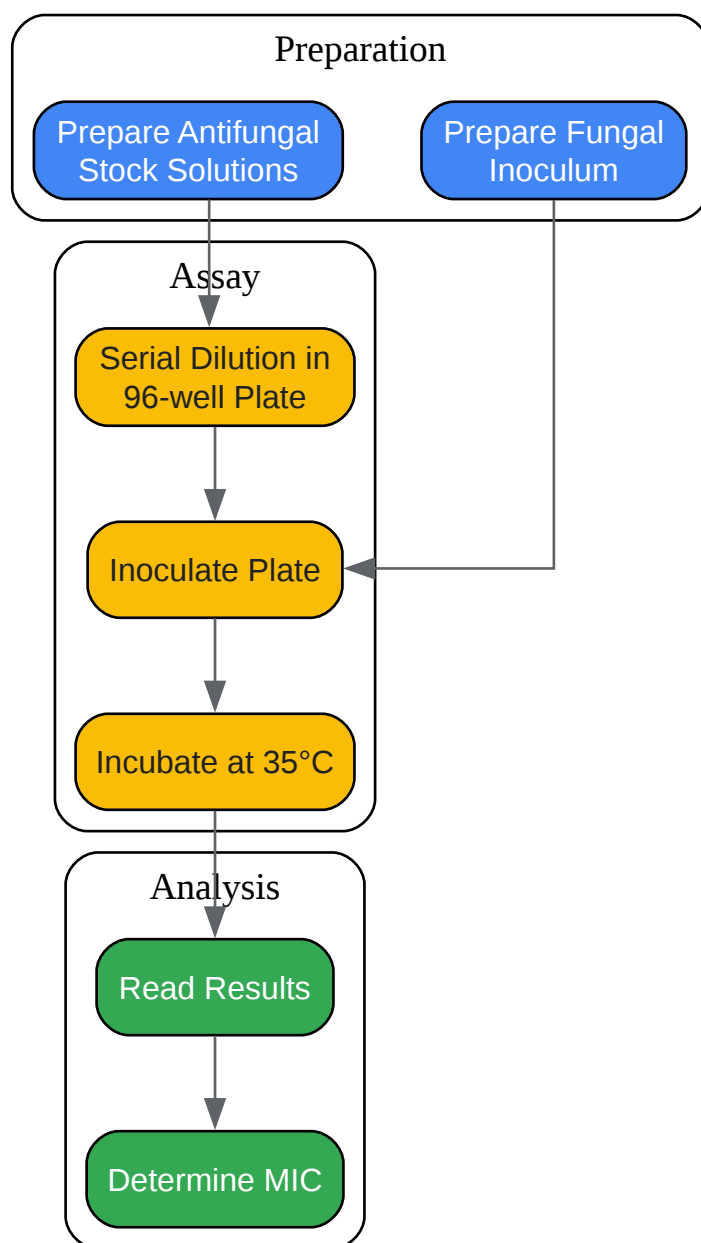 Preparation
Prepare Antifungal
Stock Solutions
Prepare Fungal
Inoculum
Assay
Serial Dilution in
96-well Plate
Inoculate Plate
Incubate at 35°C
Analysis
Read Results
Determine MIC